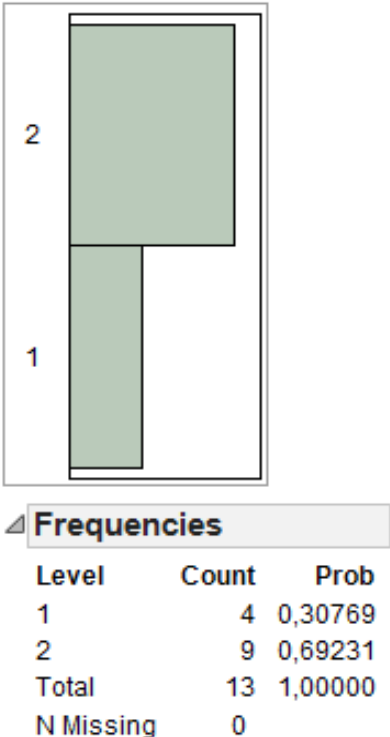 2
1
Frequencies
Level Count Prob
1 4 0,30769
2 9 0,69231
Total 13 1,00000
N Missing 0